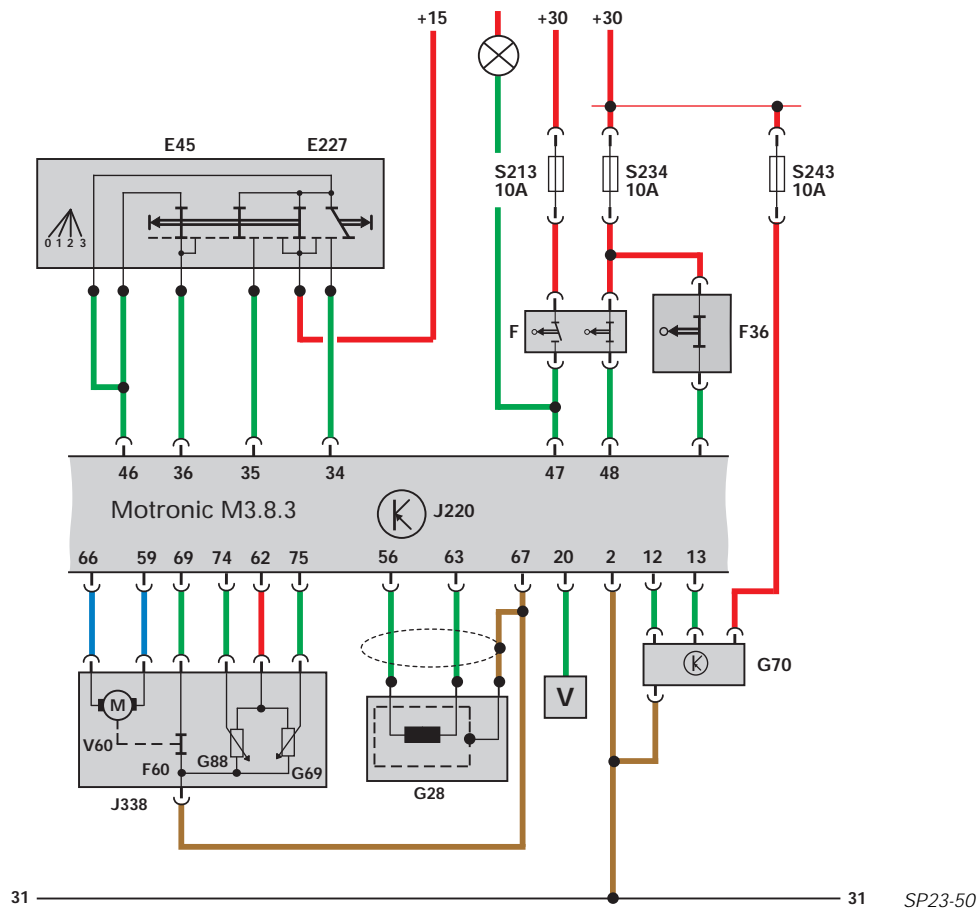 +15 +30 +30
E45 E227
S213 10A
S234 10A
S243 10A
0 1 2 3
F
F36
46 36 35 34 47 48
Motronic M3.8.3
J220
66 59 69 74 62 75 56 63 67 20 2 12 13
G70
M
V
V60
F60
G88
G69
J338
G28
31 31
SP23-50